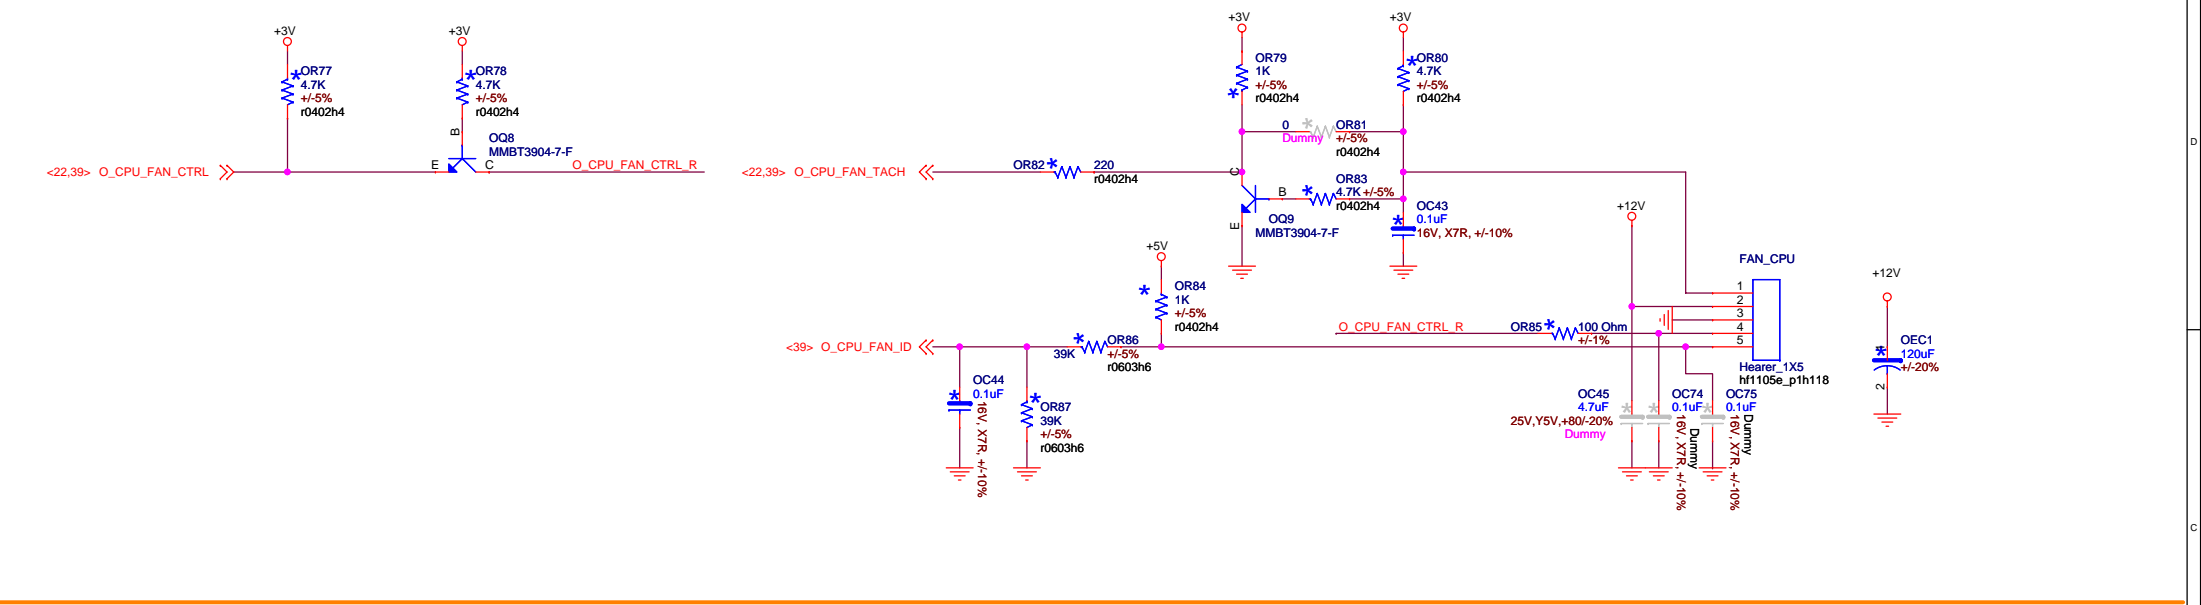 +3V
OR77
4.7K
+/-5%
r0402h4
+3V
OR78
4.7K
+/-5%
r0402h4
B
OQ8
MMBT3904-7-F
E
C
<22,39> O_CPU_FAN_CTRL
O_CPU_FAN_CTRL_R
+3V
OR79
1K
+/-5%
r0402h4
+3V
OR80
4.7K
+/-5%
r0402h4
0
Dummy
OR81
+/-5%
r0402h4
<22,39> O_CPU_FAN_TACH
OR82
220
r0402h4
C
B
E
OQ9
MMBT3904-7-F
OR83
4.7K +/-5%
r0402h4
OC43
0.1uF
16V, X7R, +/-10%
+12V
+5V
OR84
1K
+/-5%
r0402h4
<39> O_CPU_FAN_ID
39K
OR86
+/-5%
r0603h6
O_CPU_FAN_CTRL_R
OR85
100 Ohm
+/-1%
FAN_CPU
1
2
3
4
5
Hearer_1X5
hf1105e_p1h118
+12V
1
OEC1
120uF
+/-20%
2
OC44
0.1uF
16V, X7R, +/-10%
OR87
39K
+/-5%
r0603h6
OC45
4.7uF
25V,Y5V,+80/-20%
Dummy
OC74
0.1uF
16V, X7R, +/-10%
Dummy
OC75
0.1uF
16V, X7R, +/-10%
Dummy
D
C